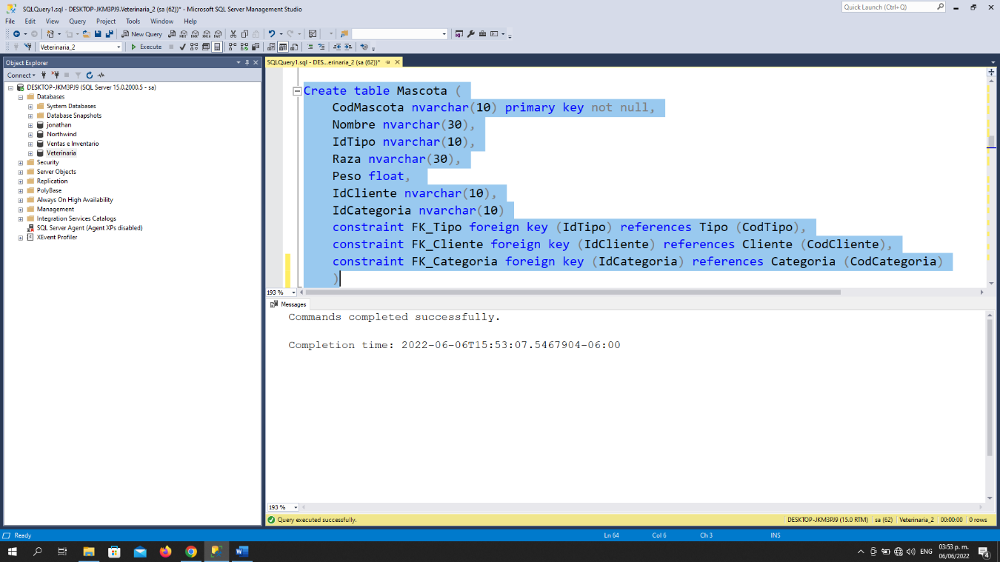 SQLQuery1.sql - DESKTOP-JKM3PJ9.Veterinaria_2 (sa (62))* - Microsoft SQL Server Management Studio
Quick Launch (Ctrl+Q)
File Edit View Query Project Tools Window Help
New Query
Veterinaria_2 Execute
Object Explorer
Connect
DESKTOP-JKM3PJ9 (SQL Server 15.0.2000.5 - sa)
Databases
System Databases
Database Snapshots
jonathan
Northwind
Ventas e Inventario
Veterinaria
Security
Server Objects
Replication
PolyBase
Always On High Availability
Management
Integration Services Catalogs
SQL Server Agent (Agent XPs disabled)
XEvent Profiler
SQLQuery1.sql - DES...erinaria_2 (sa (62))*
Create table Mascota (
CodMascota nvarchar(10) primary key not null,
Nombre nvarchar(30),
IdTipo nvarchar(10),
Raza nvarchar(30),
Peso float,
IdCliente nvarchar(10),
IdCategoria nvarchar(10)
constraint FK_Tipo foreign key (IdTipo) references Tipo (CodTipo),
constraint FK_Cliente foreign key (IdCliente) references Cliente (CodCliente),
constraint FK_Categoria foreign key (IdCategoria) references Categoria (CodCategoria)
)
193 %
Messages
Commands completed successfully.
Completion time: 2022-06-06T15:53:07.5467904-06:00
193 %
Query executed successfully. DESKTOP-JKM3PJ9 (15.0 RTM) sa (62) Veterinaria_2 00:00:00 0 rows
Ready Ln 64 Col 6 Ch 3 INS
ENG 03:53 p. m.
06/06/2022 4